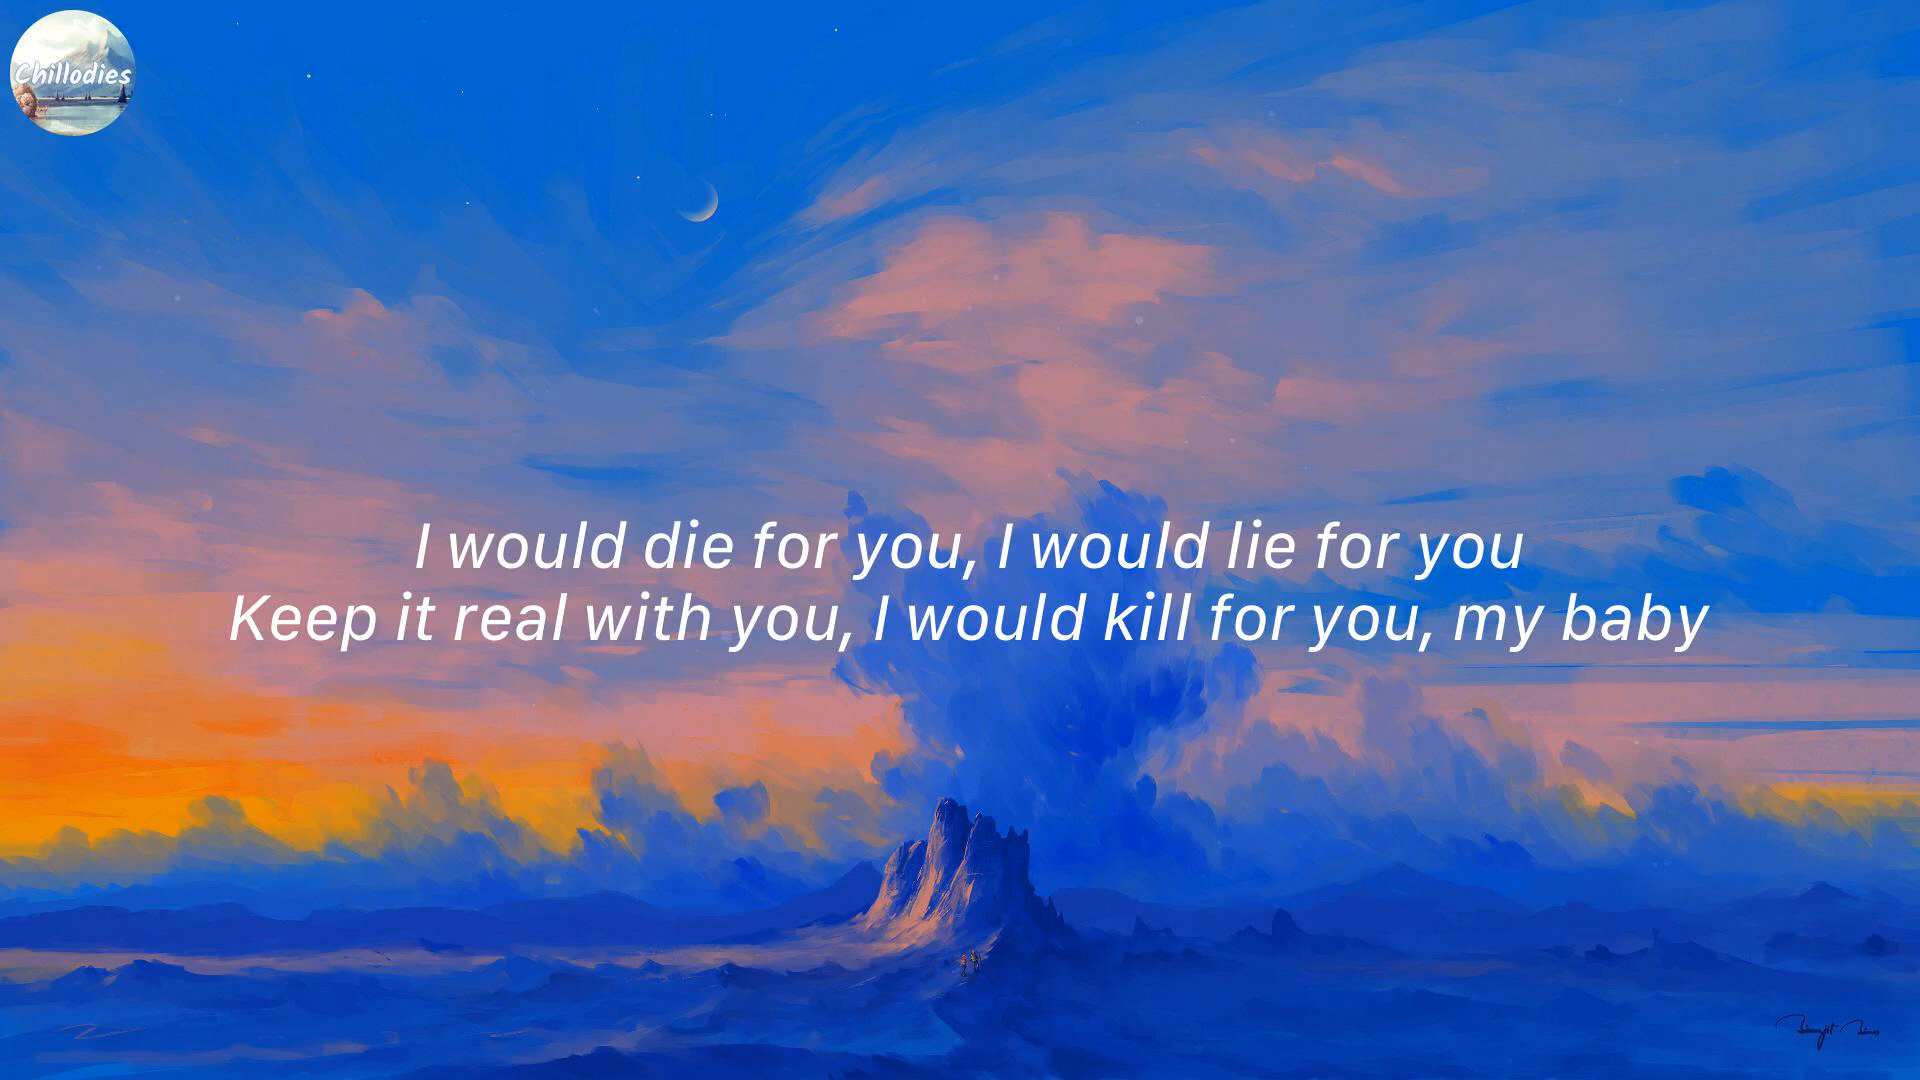 Chillodies
I would die for you, I would lie for you
Keep it real with you, I would kill for you, my baby